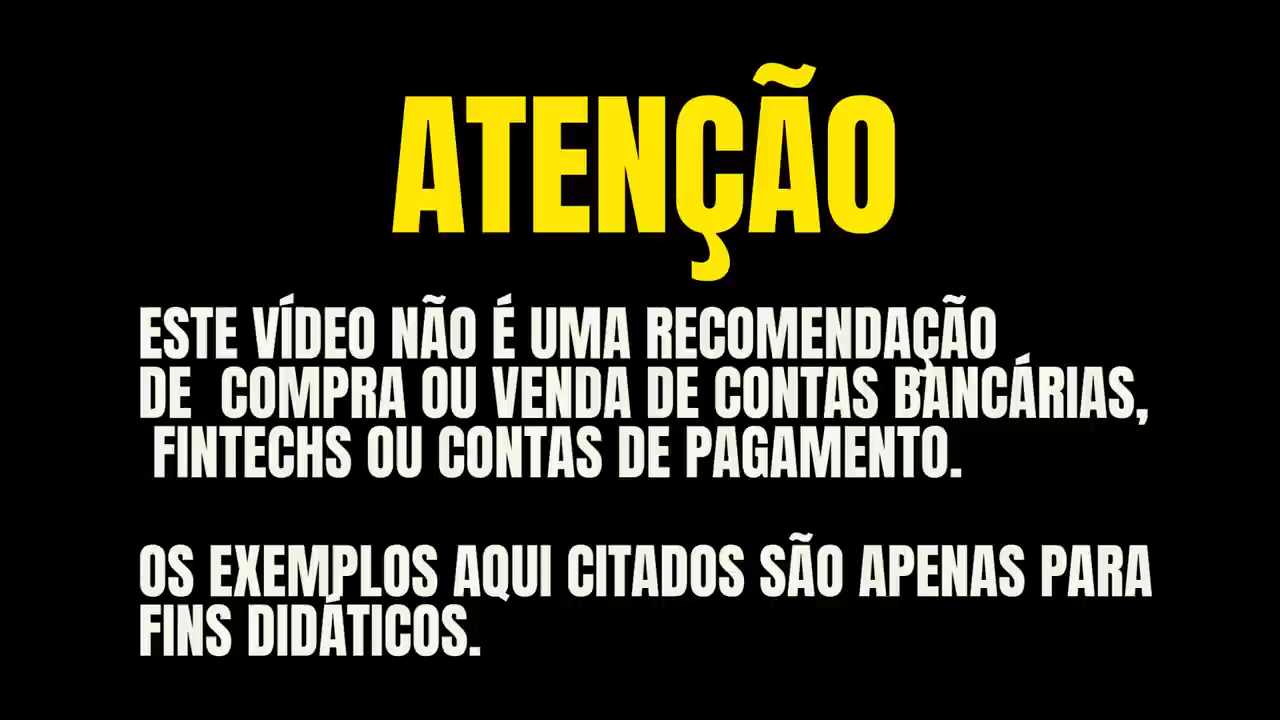 ATENÇÃO
ESTE VÍDEO NÃO É UMA RECOMENDAÇÃO
DE COMPRA OU VENDA DE CONTAS BANCÁRIAS,
FINTECHS OU CONTAS DE PAGAMENTO.
OS EXEMPLOS AQUI CITADOS SÃO APENAS PARA
FINS DIDÁTICOS.